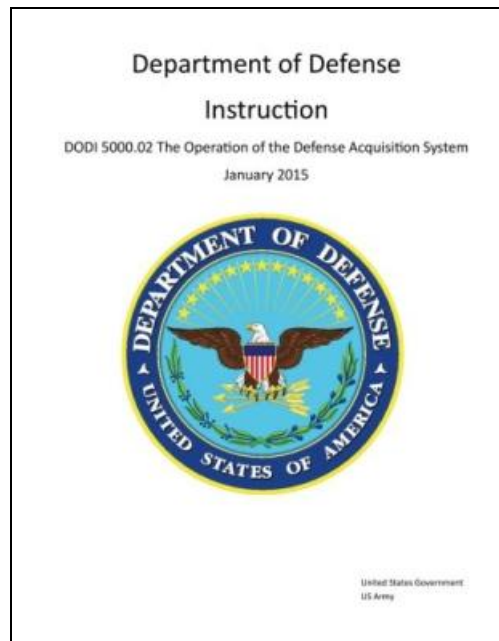 Department of Defense
Instruction
DODI 5000.02 The Operation of the Defense Acquisition System
January 2015
DEPARTMENT OF DEFENSE
UNITED STATES OF AMERICA
United States Government
US Army